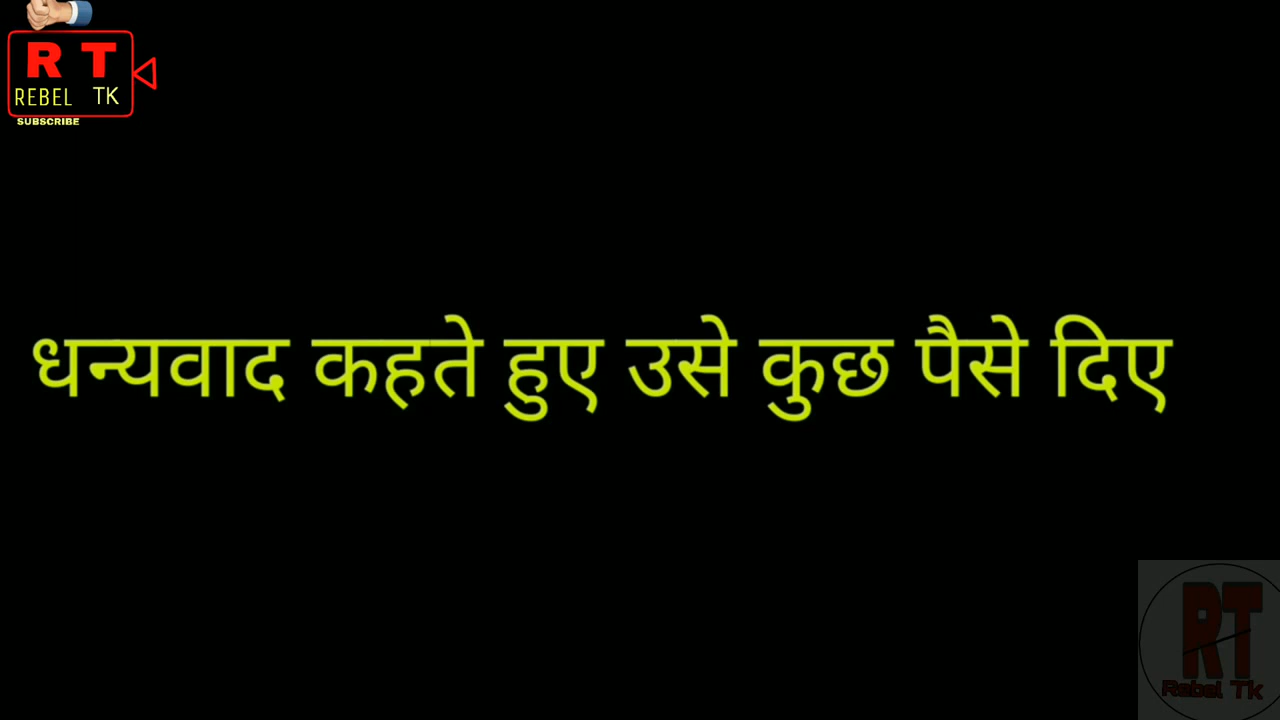 R T
REBEL TK
SUBSCRIBE
धन्यवाद कहते हुए उसे कुछ पैसे दिए
RT
Rebel Tk